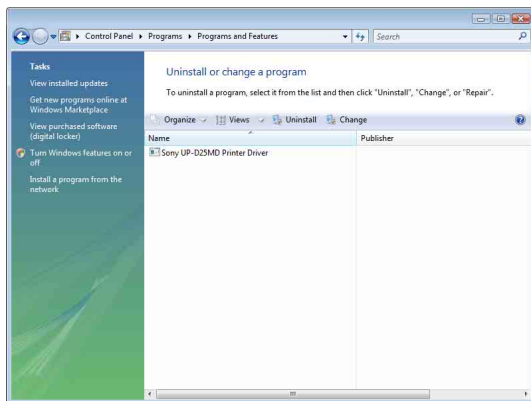 Control Panel ▸ Programs ▸ Programs and Features
Search
Tasks
View installed updates
Get new programs online at
Windows Marketplace
View purchased software
(digital locker)
Turn Windows features on or
off
Install a program from the
network
Uninstall or change a program
To uninstall a program, select it from the list and then click "Uninstall", "Change", or "Repair".
Organize Views Uninstall Change
Name Publisher
Sony UP-D25MD Printer Driver